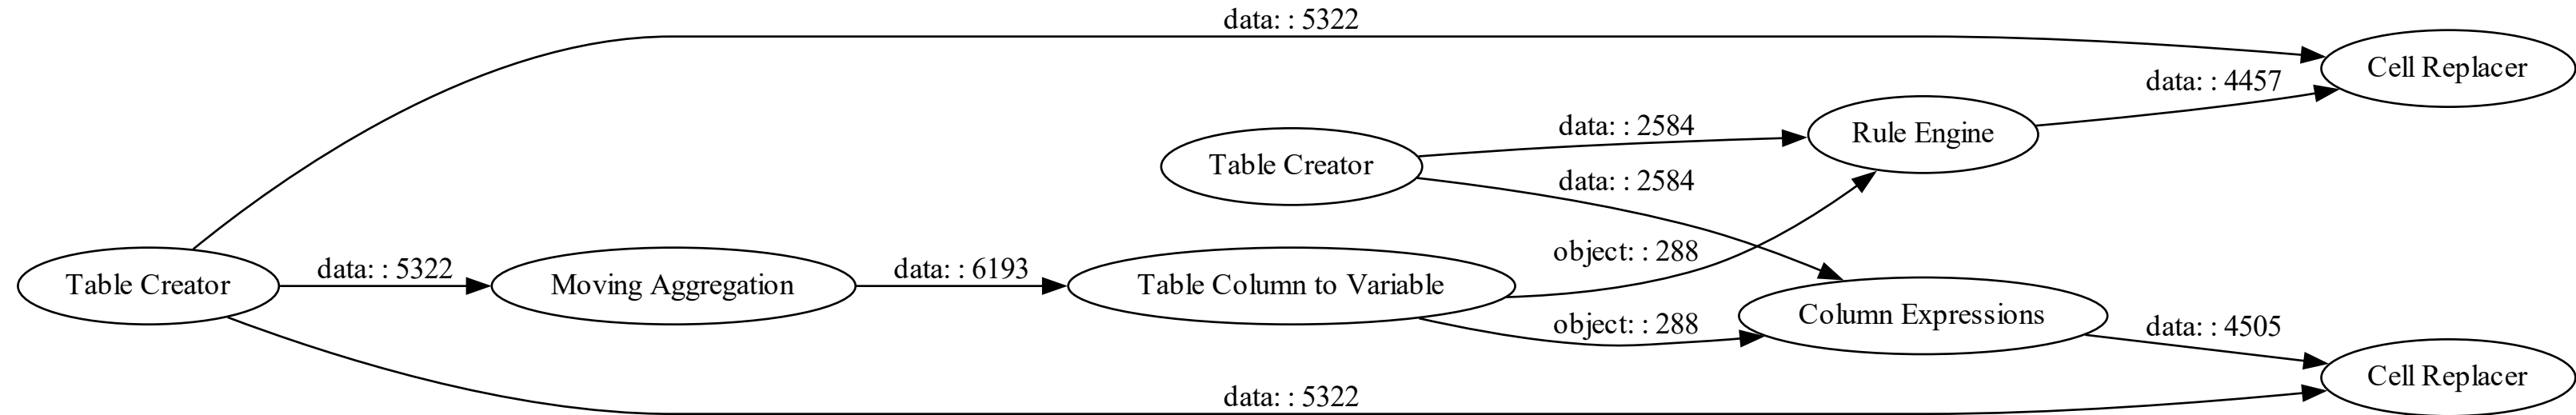 data: : 5322
Cell Replacer
data: : 4457
data: : 2584
Rule Engine
Table Creator
data: : 2584
object: : 288
Table Creator
data: : 5322
Moving Aggregation
data: : 6193
Table Column to Variable
object: : 288
Column Expressions
data: : 4505
Cell Replacer
data: : 5322